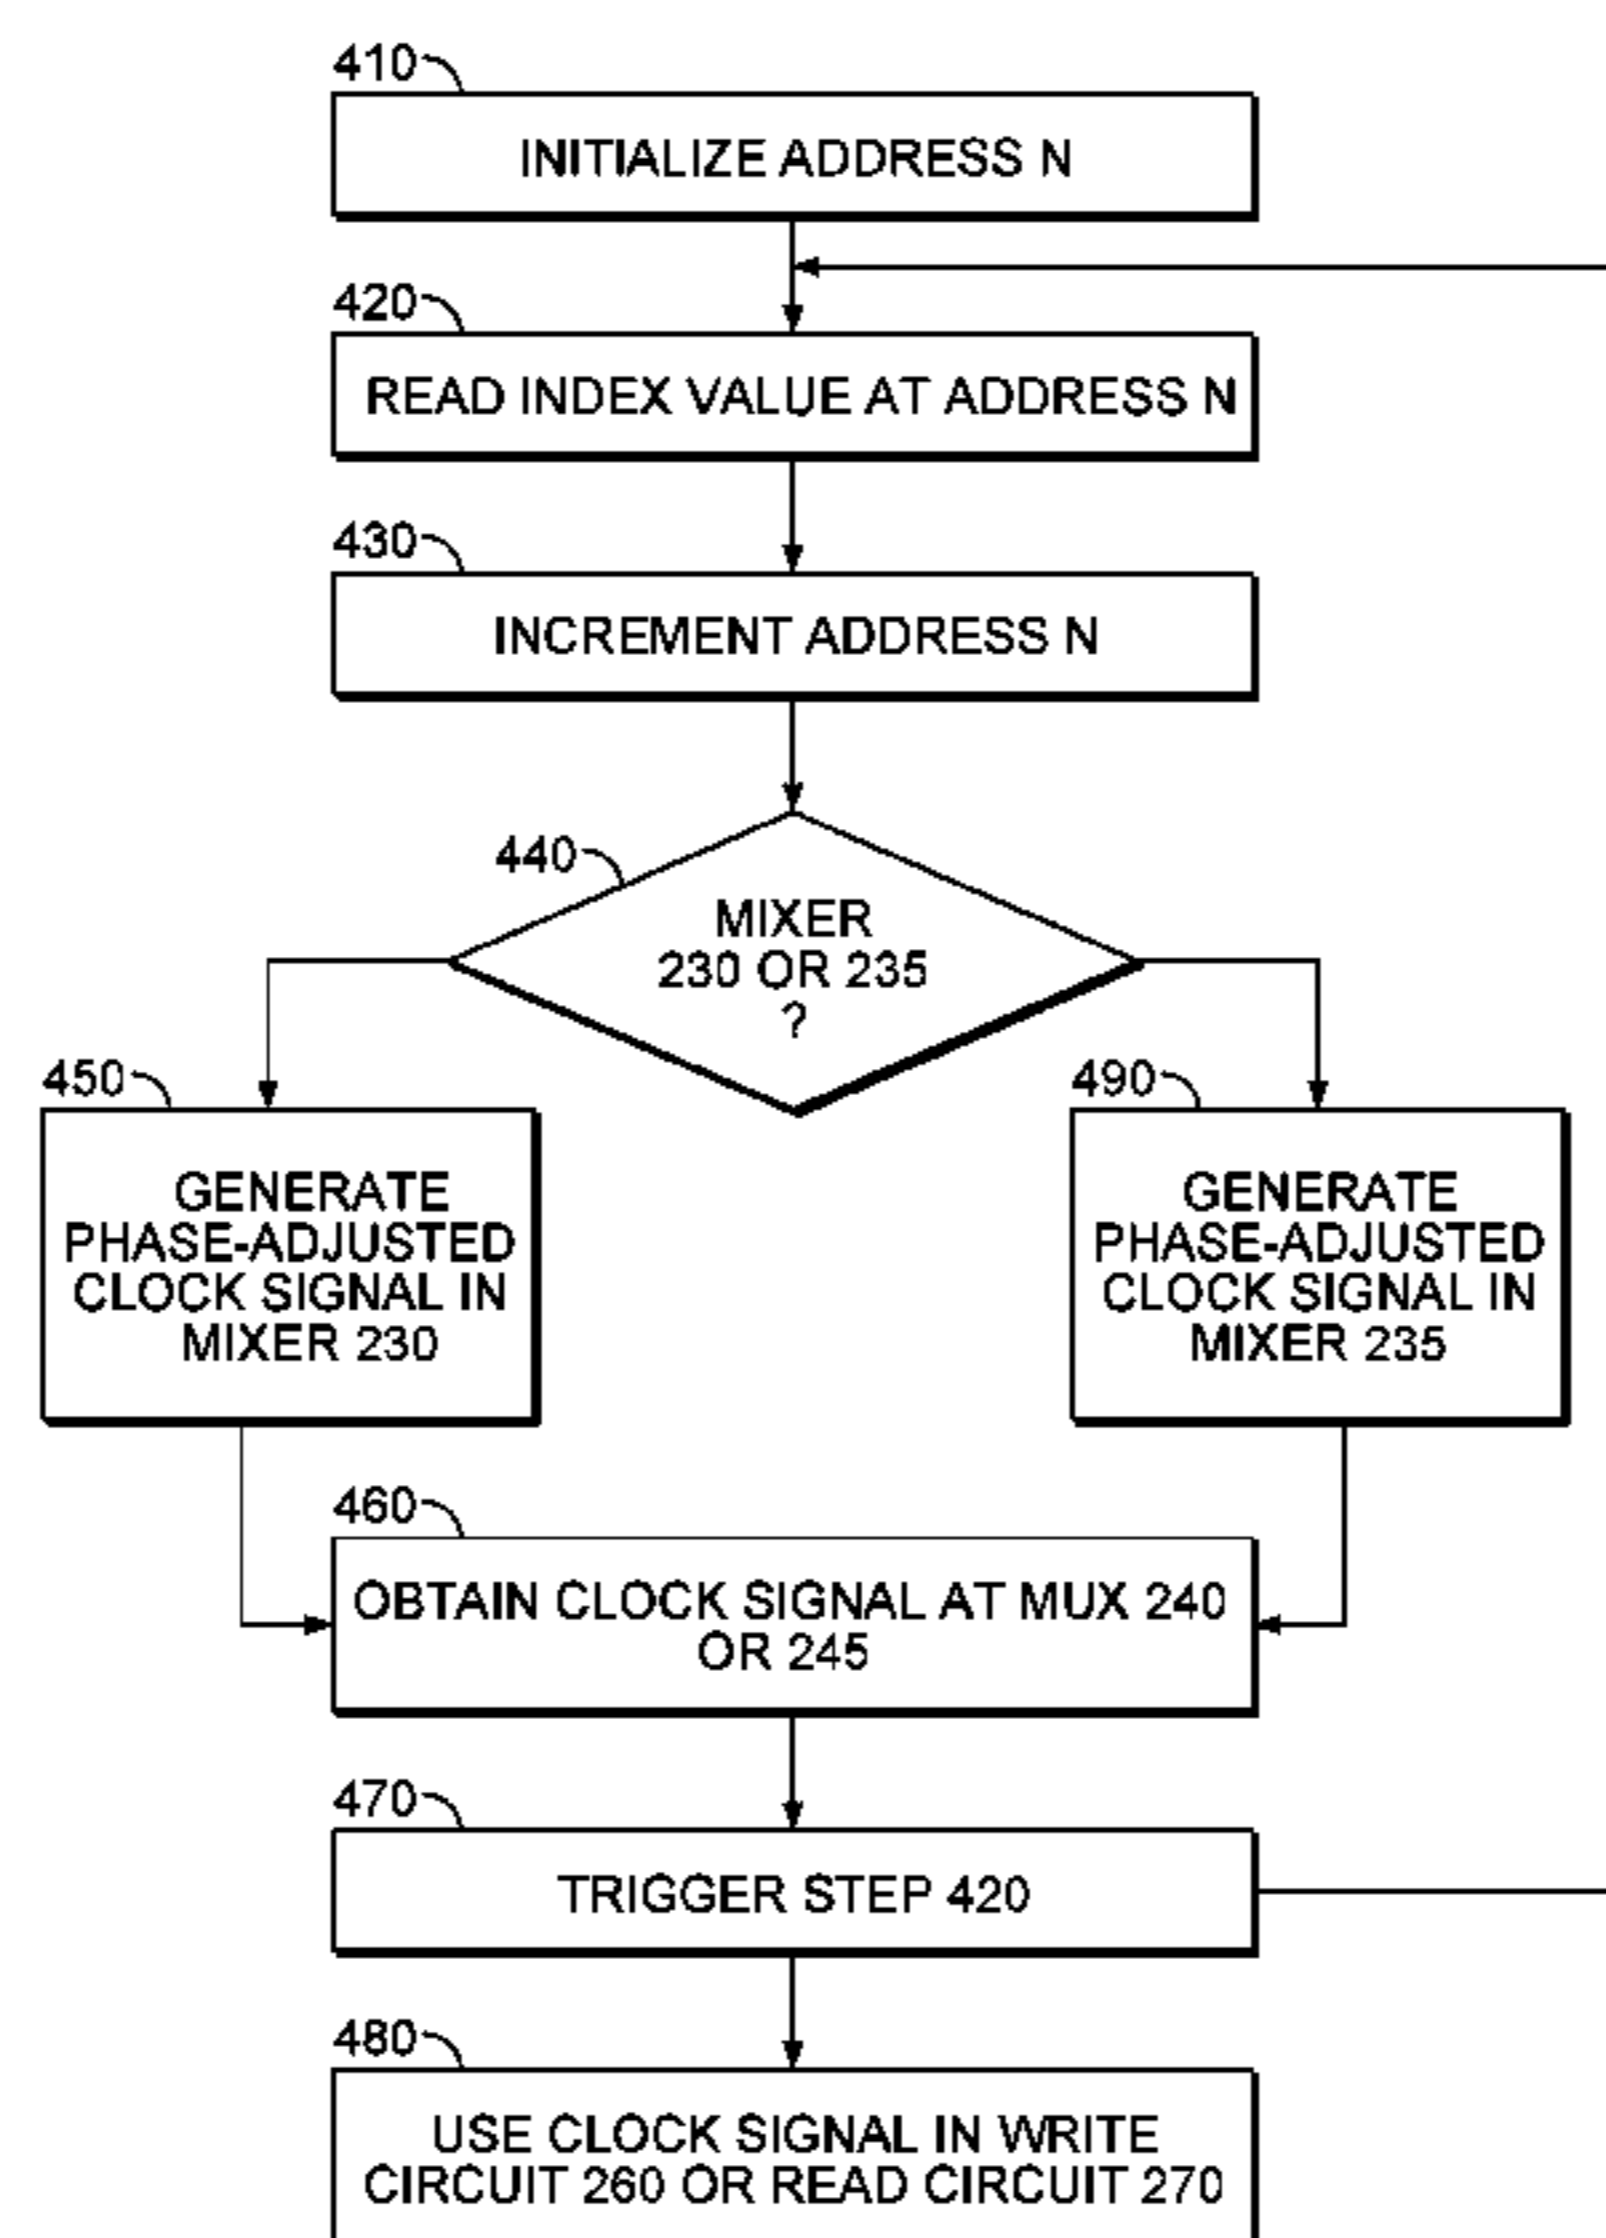 410
INITIALIZE ADDRESS N
420
READ INDEX VALUE AT ADDRESS N
430
INCREMENT ADDRESS N
440
MIXER
230 OR 235
?
450
GENERATE
PHASE-ADJUSTED
CLOCK SIGNAL IN
MIXER 230
490
GENERATE
PHASE-ADJUSTED
CLOCK SIGNAL IN
MIXER 235
460
OBTAIN CLOCK SIGNAL AT MUX 240
OR 245
470
TRIGGER STEP 420
480
USE CLOCK SIGNAL IN WRITE
CIRCUIT 260 OR READ CIRCUIT 270